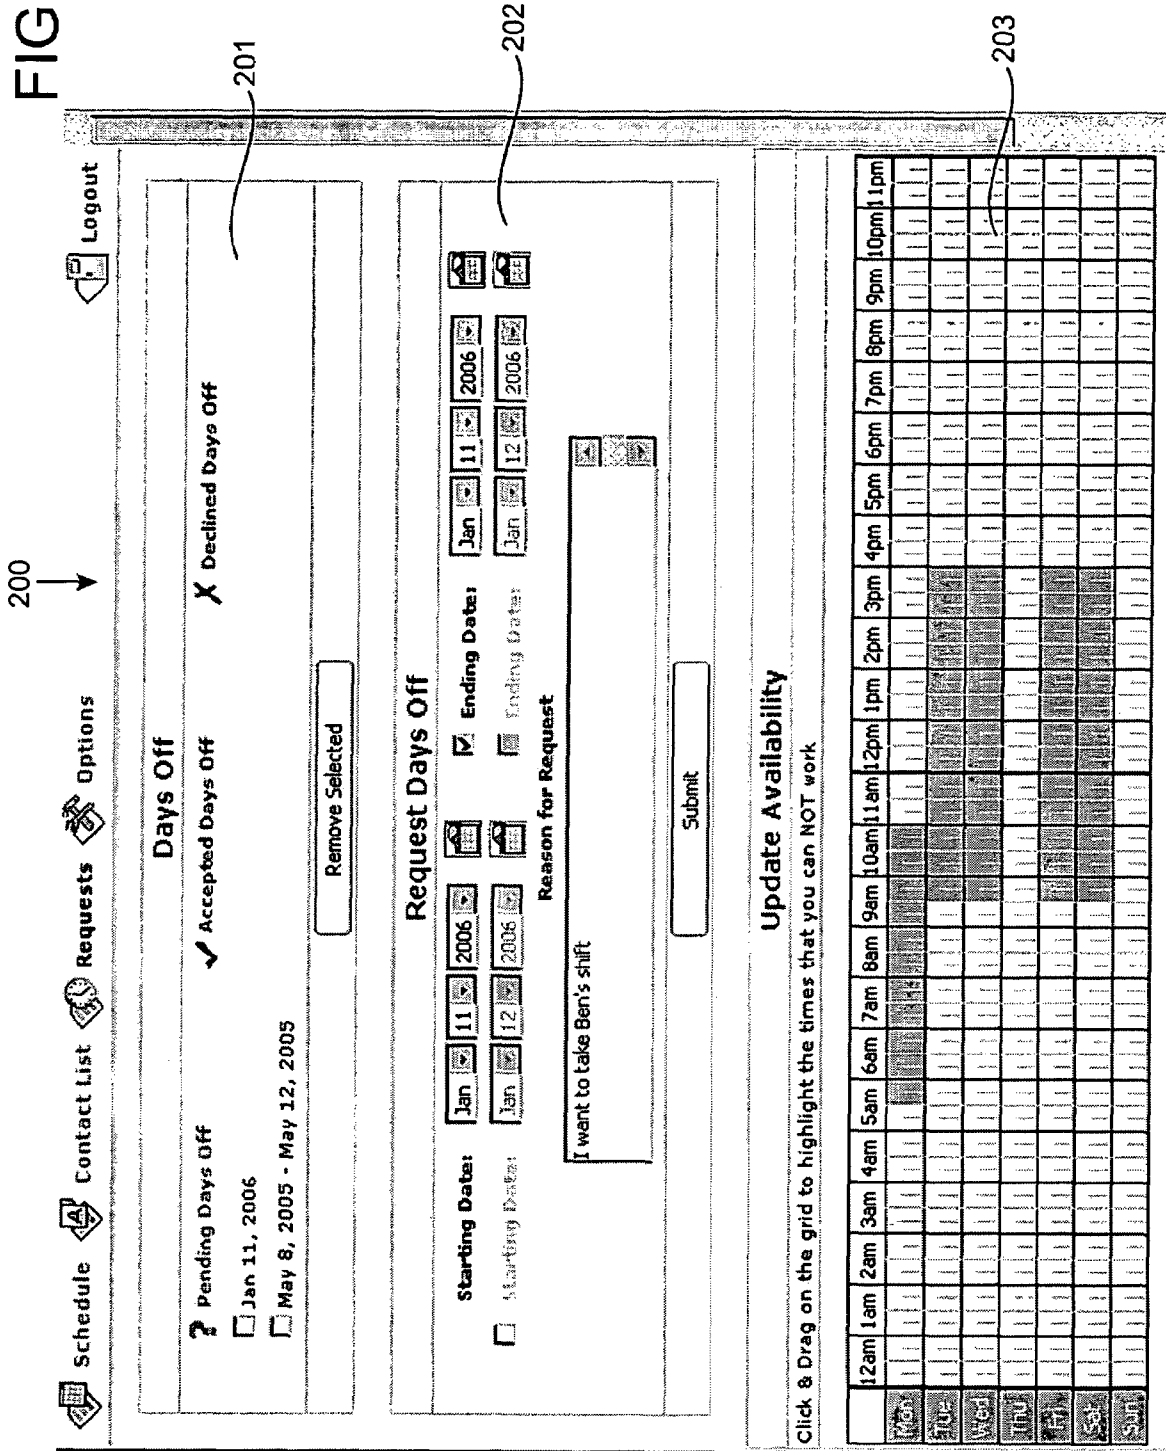 FIG
200
Schedule Contact List Requests Options Logout
Days Off
? Pending Days Off ✓ Accepted Days Off ✗ Declined Days Off
Jan 11, 2006
May 8, 2005 - May 12, 2005
Remove Selected
201
Request Days Off
Starting Date: Jan 11 2006 Ending Date: Jan 11 2006
Starting Date: Jan 12 2006 Ending Date: Jan 12 2006
Reason for Request
I want to take Ben's shift
Submit
202
Update Availability
Click & Drag on the grid to highlight the times that you can NOT work
12am 1am 2am 3am 4am 5am 6am 7am 8am 9am 10am 11am 12pm 1pm 2pm 3pm 4pm 5pm 6pm 7pm 8pm 9pm 10pm 11pm
Mon
Tue
Wed
Thu
Fri
Sat
Sun
203